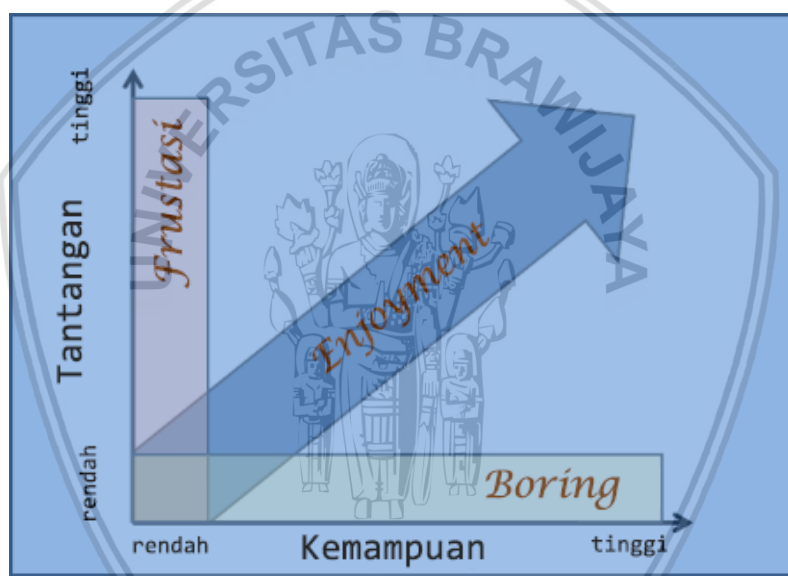 UNIVERSITAS BRAWIJAYA
tinggi
Tantangan
rendah
Frustasi
Enjoyment
Boring
rendah
Kemampuan
tinggi